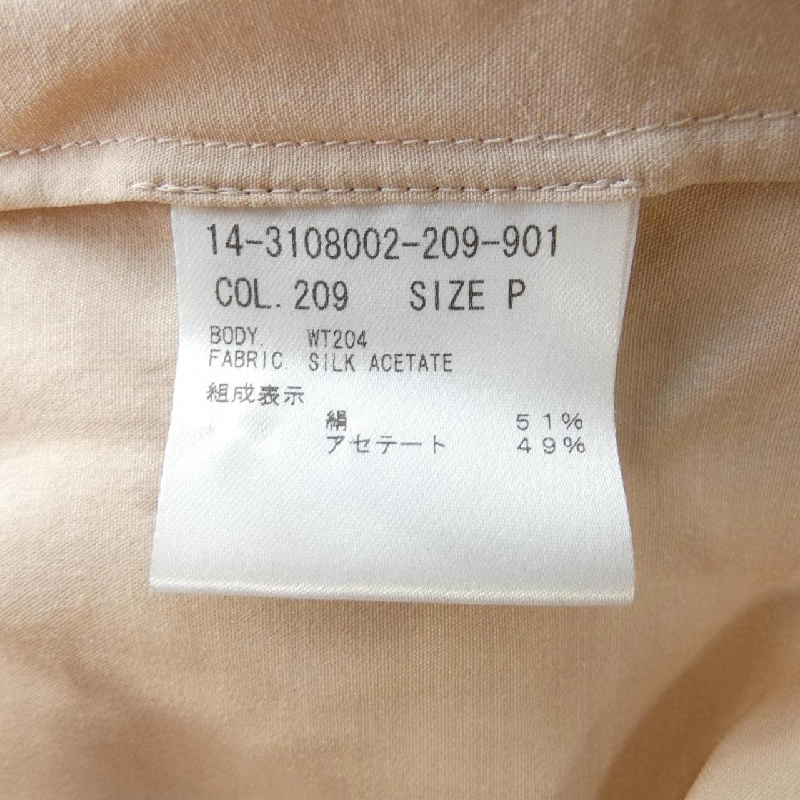 14-3108002-209-901
COL. 209 SIZE P
BODY. WT204
FABRIC SILK ACETATE
組成表示
絹 51%
アセテート 49%